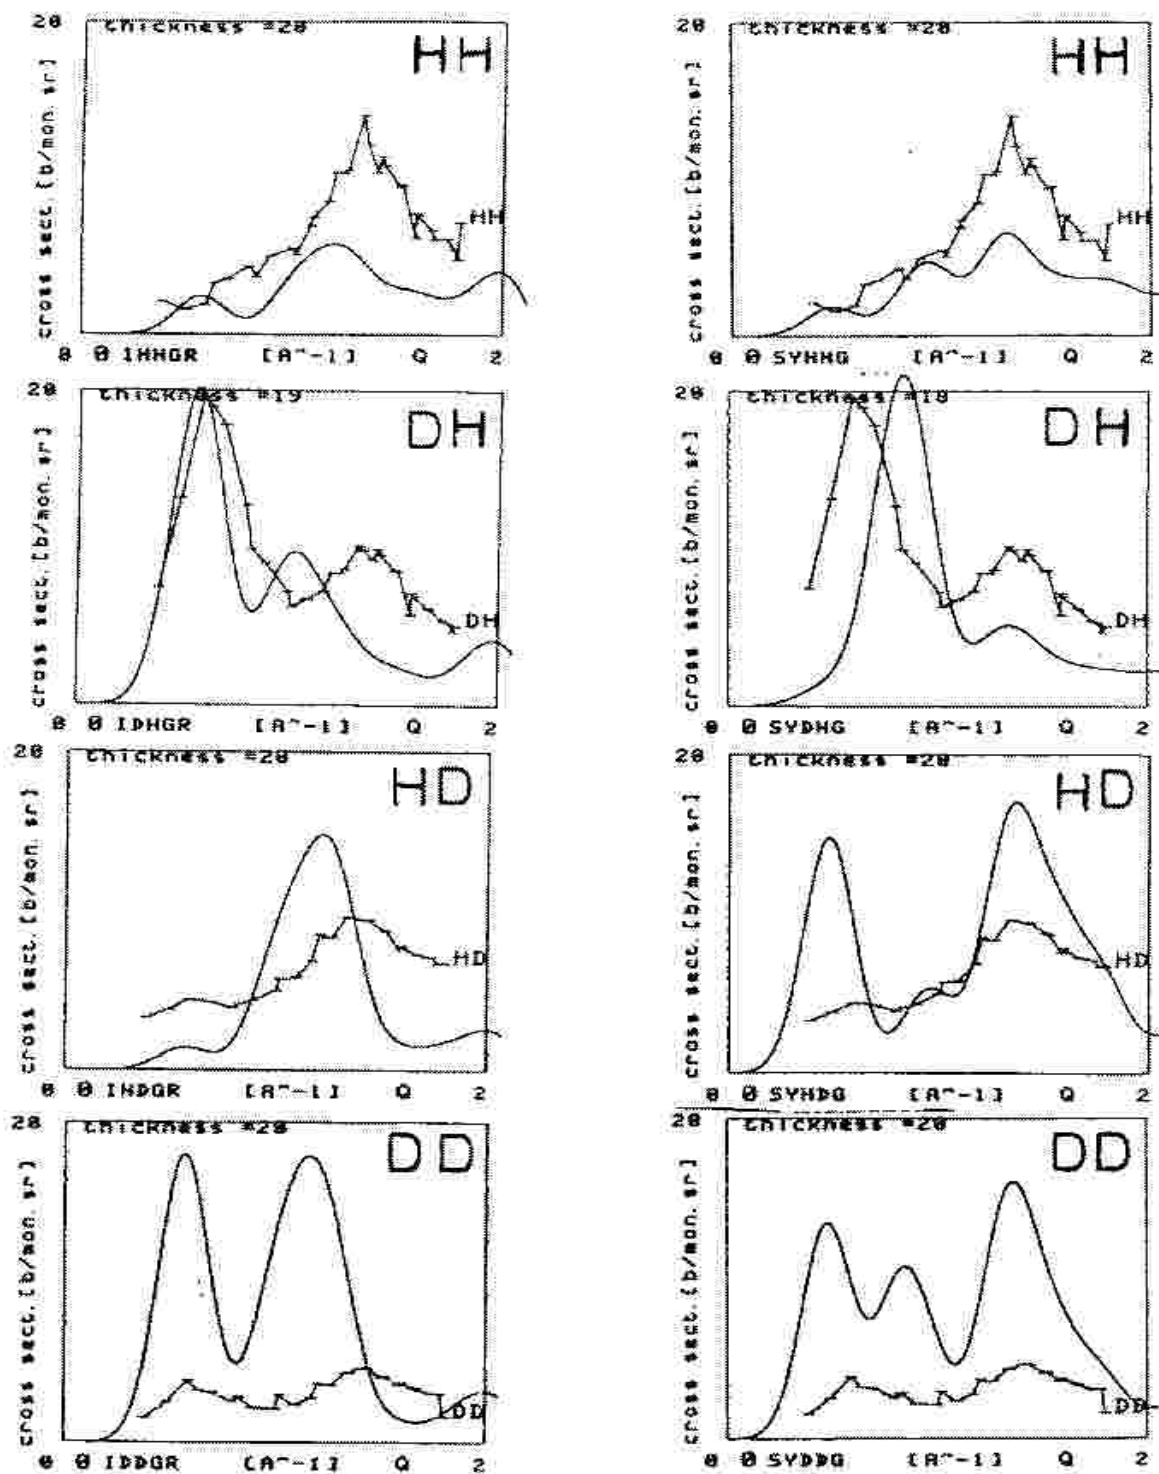 20 thickness =20
HH
cross sect.[b/mon.sr]
HH
0 0 IHHGR [A^-1] Q 2
20 thickness =20
HH
cross sect.[b/mon.sr]
HH
0 0 SYHHG [A^-1] Q 2
20 thickness =19
DH
cross sect.[b/mon.sr]
DH
0 0 IDHGR [A^-1] Q 2
20 thickness =18
DH
cross sect.[b/mon.sr]
DH
0 0 SYDHG [A^-1] Q 2
20 thickness =20
HD
cross sect.[b/mon.sr]
HD
0 0 IHDGR [A^-1] Q 2
20 thickness =20
HD
cross sect.[b/mon.sr]
HD
0 0 SYHDG [A^-1] Q 2
20 thickness =20
DD
cross sect.[b/mon.sr]
DD
0 0 IDDGR [A^-1] Q 2
20 thickness =20
DD
cross sect.[b/mon.sr]
DD
0 0 SYDDG [A^-1] Q 2